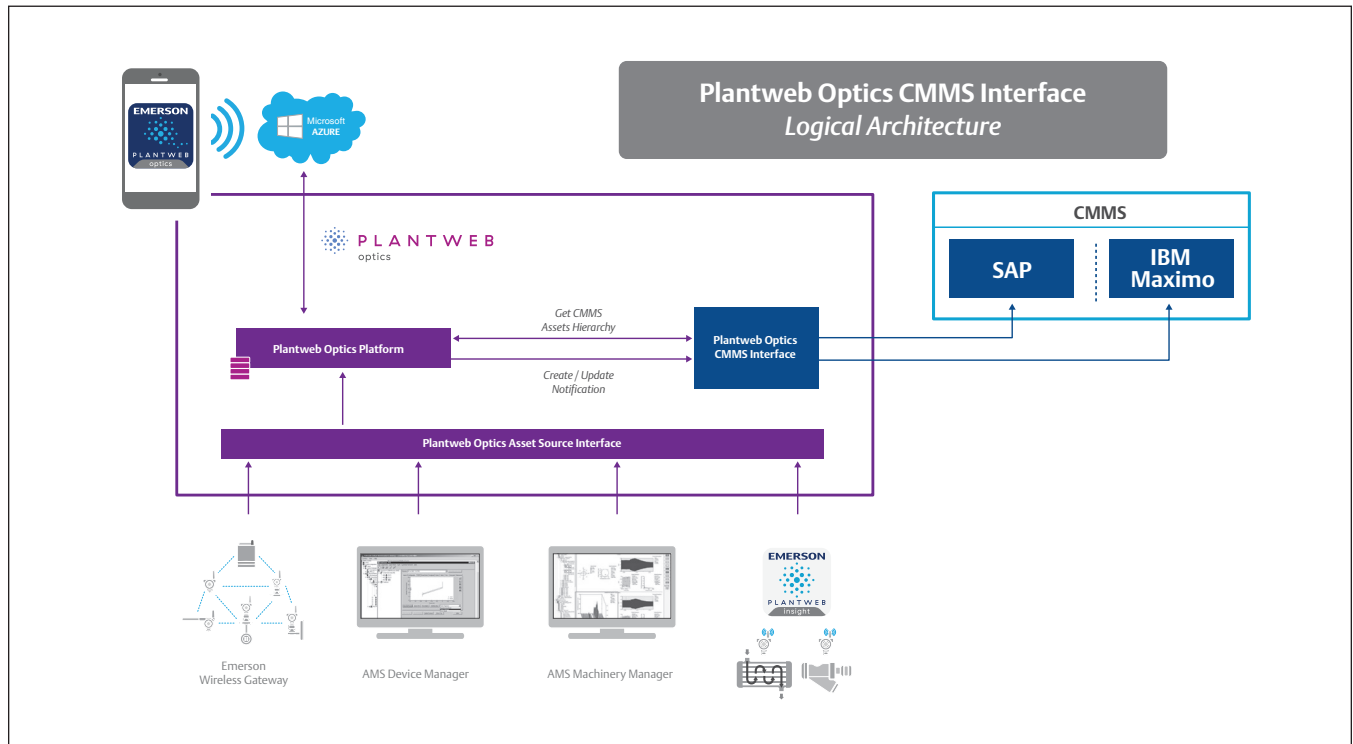 Plantweb Optics CMMS Interface
Logical Architecture
EMERSON
PLANTWEB
optics
Microsoft
AZURE
PLANTWEB
optics
CMMS
SAP
IBM
Maximo
Get CMMS
Assets Hierarchy
Plantweb Optics Platform
Plantweb Optics
CMMS Interface
Create / Update
Notification
Plantweb Optics Asset Source Interface
EMERSON
PLANTWEB
insight
Emerson
Wireless Gateway
AMS Device Manager
AMS Machinery Manager